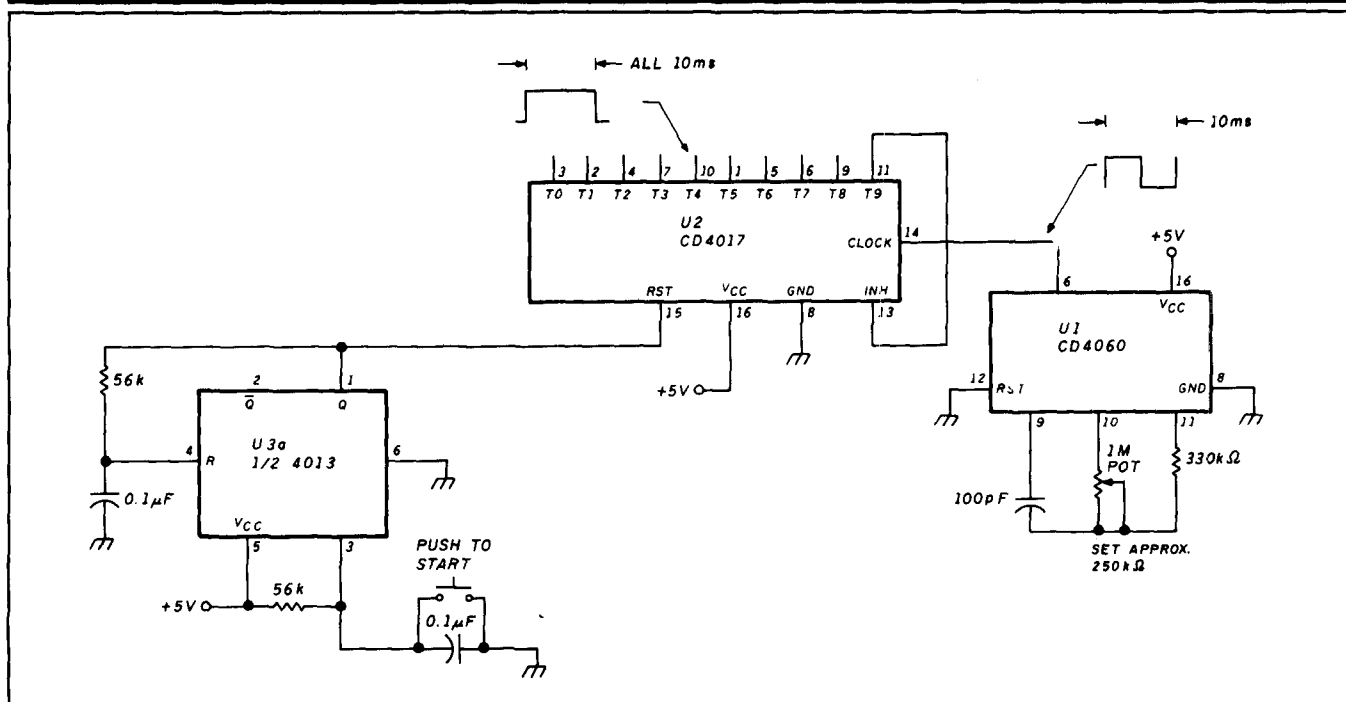 ALL 10ms
10ms
3 2 4 7 10 1 5 6 9 11
T0 T1 T2 T3 T4 T5 T6 T7 T8 T9
U2
CD4017
CLOCK
14
RST VCC GND INH
15 16 8 13
+5V
+5V
6 16
VCC
U1
CD4060
12 RST
GND 8
9 10 11
100pF
1M
POT
330kΩ
SET APPROX.
250kΩ
56k
2 1
Q̅ Q
U3a
1/2 4013
4 R
6
0.1µF
VCC
5 3
+5V
56k
PUSH TO
START
0.1µF